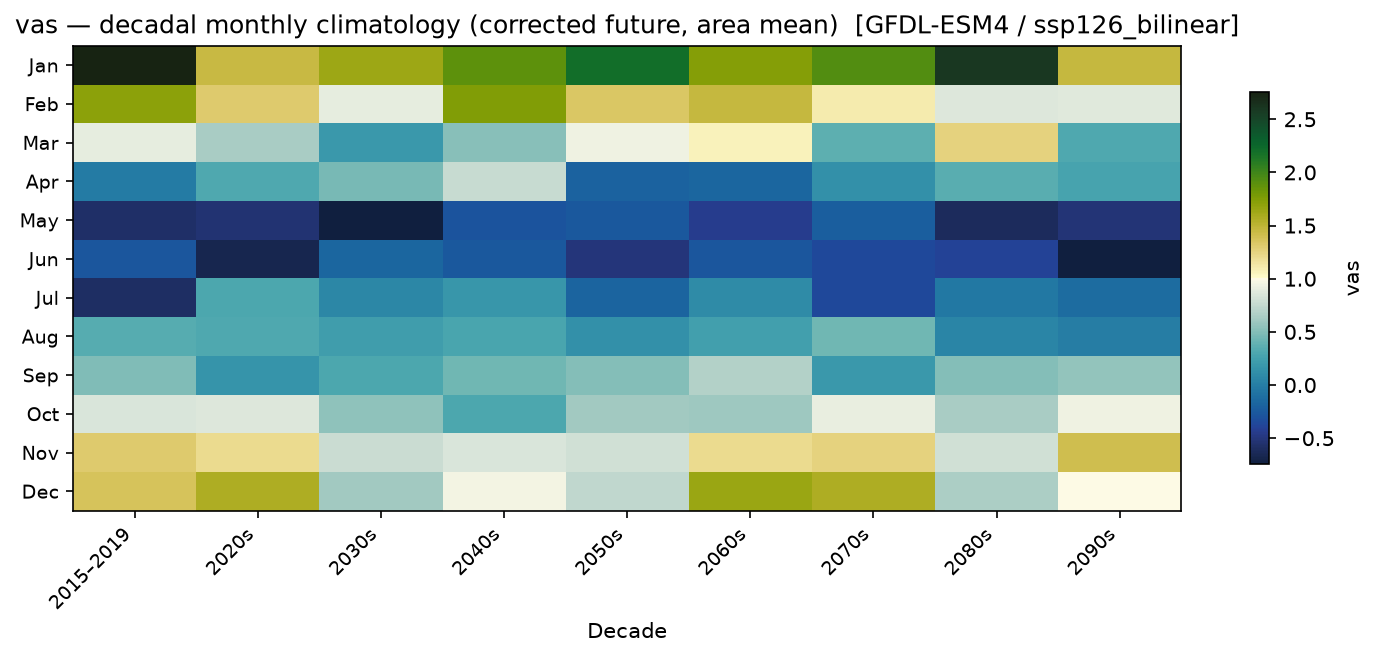 vas — decadal monthly climatology (corrected future, area mean)  [GFDL-ESM4 / ssp126_bilinear]
Jan
Feb
Mar
Apr
May
Jun
Jul
Aug
Sep
Oct
Nov
Dec
2015–2019
2020s
2030s
2040s
2050s
2060s
2070s
2080s
2090s
Decade
2.5
2.0
1.5
1.0
0.5
0.0
−0.5
vas